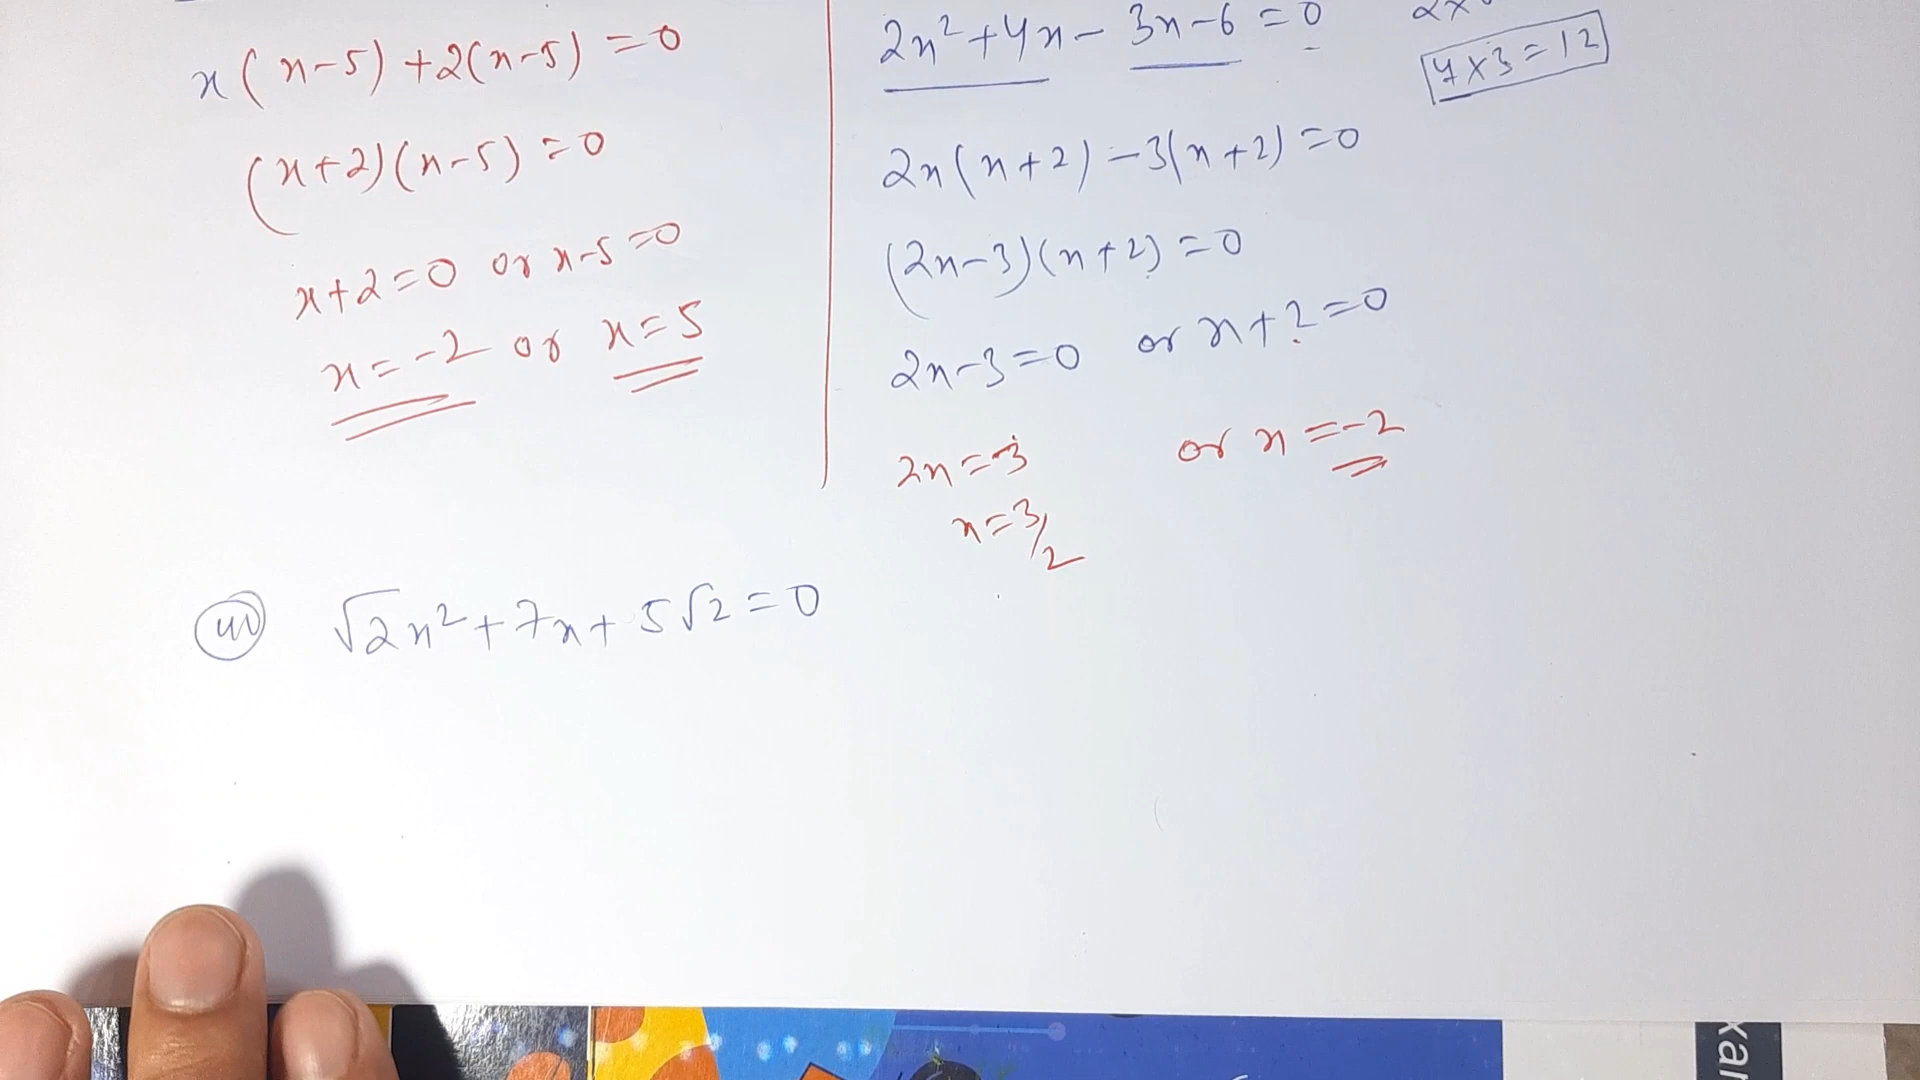 x(x-5)+2(x-5)=0
(x+2)(x-5)=0
x+2=0 or x-5=0
x=-2 or x=5
2x²+4x-3x-6=0
4×3=12
2x(x+2)-3(x+2)=0
(2x-3)(x+2)=0
2x-3=0 or x+2=0
2x=3 or x=-2
x=3/2
√2x²+7x+5√2=0